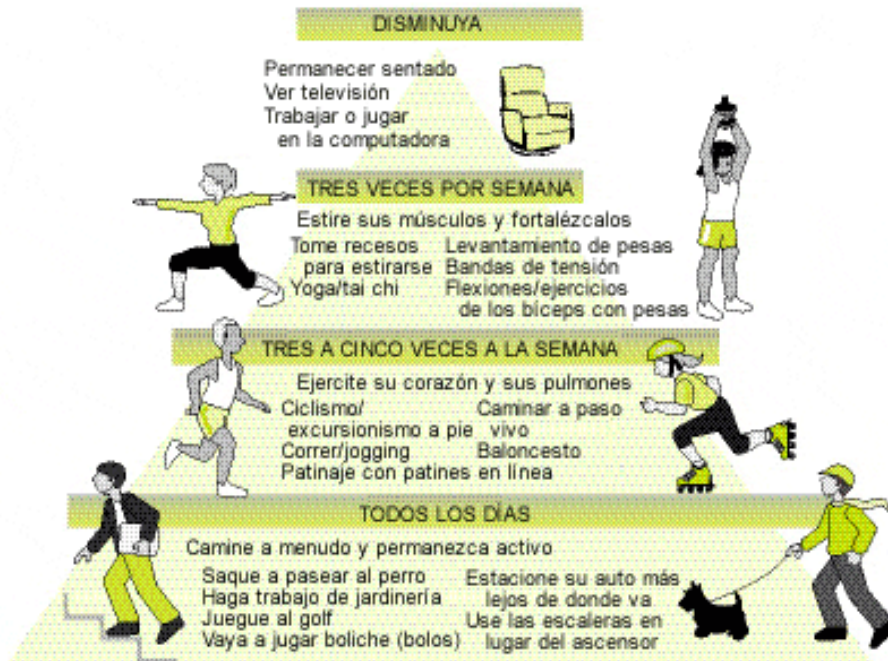 DISMINUYA
Permanecer sentado
Ver televisión
Trabajar o jugar
en la computadora
TRES VECES POR SEMANA
Estire sus músculos y fortalézcalos
Tome recesos
para estirarse
Yoga/tai chi
Levantamiento de pesas
Bandas de tensión
Flexiones/ejercicios
de los bíceps con pesas
TRES A CINCO VECES A LA SEMANA
Ejercite su corazón y sus pulmones
Ciclismo/
excursionismo a pie
Correr/jogging
Patinaje con patines en línea
Caminar a paso
vivo
Baloncesto
TODOS LOS DÍAS
Camine a menudo y permanezca activo
Saque a pasear al perro
Haga trabajo de jardinería
Juegue al golf
Vaya a jugar boliche (bolos)
Estacione su auto más
lejos de donde va
Use las escaleras en
lugar del ascensor